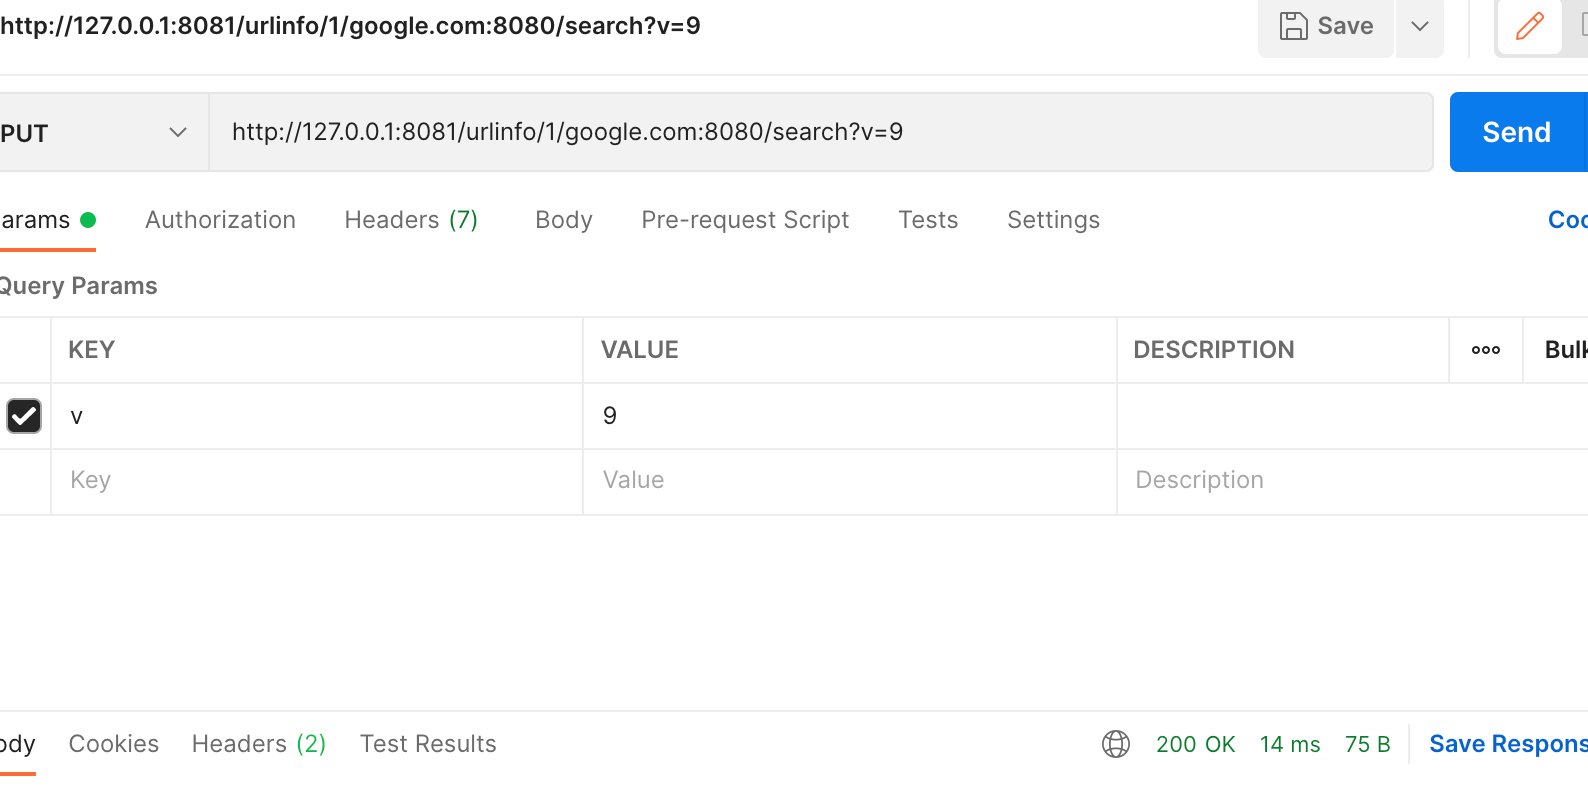 http://127.0.0.1:8081/urlinfo/1/google.com:8080/search?v=9 Save
PUT http://127.0.0.1:8081/urlinfo/1/google.com:8080/search?v=9 Send
arams Authorization Headers (7) Body Pre-request Script Tests Settings Coo
Query Params
KEY VALUE DESCRIPTION ooo Bulk
v 9
Key Value Description
ody Cookies Headers (2) Test Results 200 OK 14 ms 75 B Save Respons